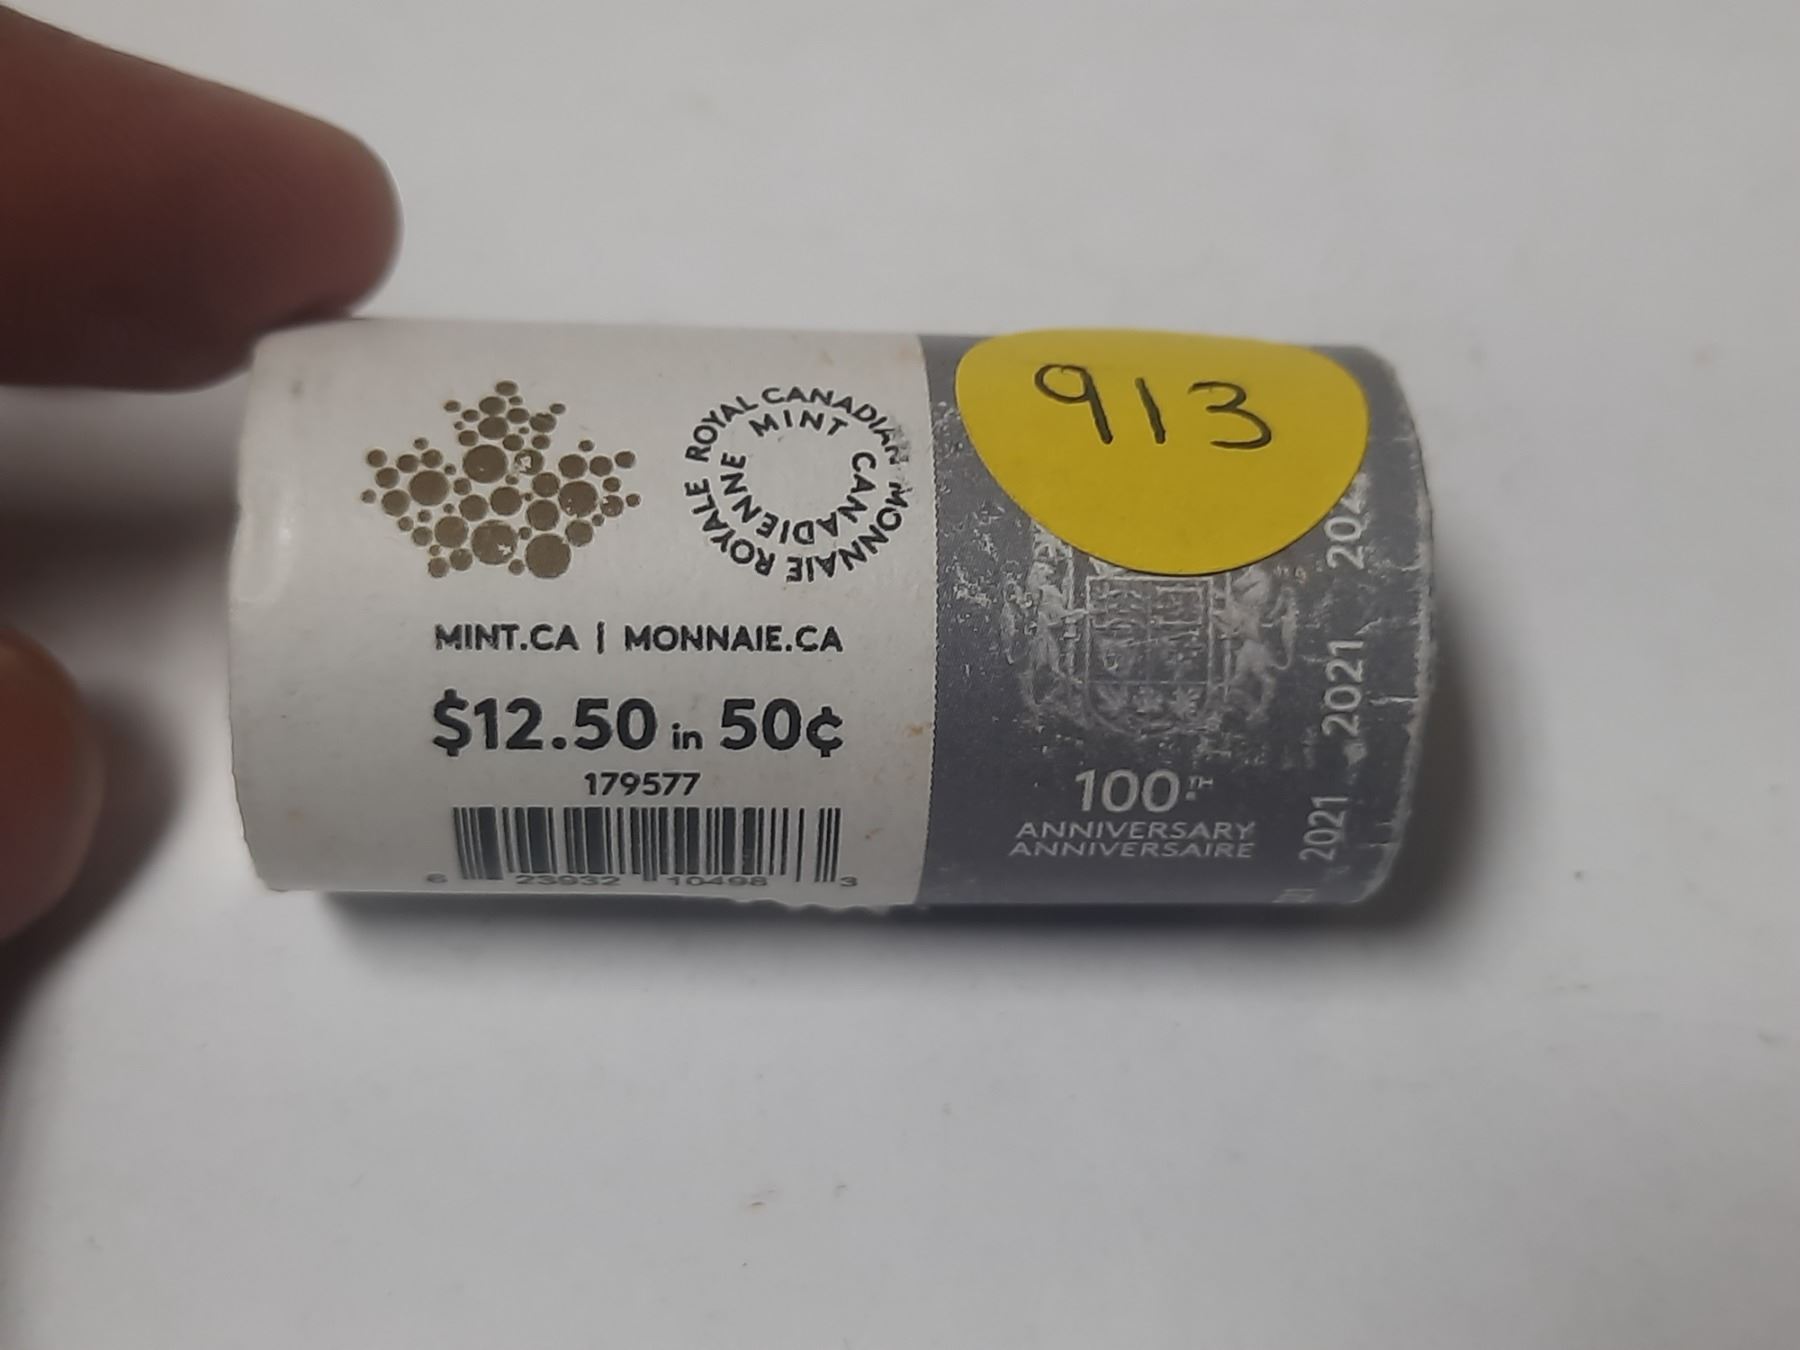 913
ROYAL CANADIAN MINT
MONNAIE ROYALE CANADIENNE
MINT.CA | MONNAIE.CA
$12.50 in 50¢
179577
6 23932 10498 3
100TH
ANNIVERSARY
ANNIVERSAIRE
2021 2021